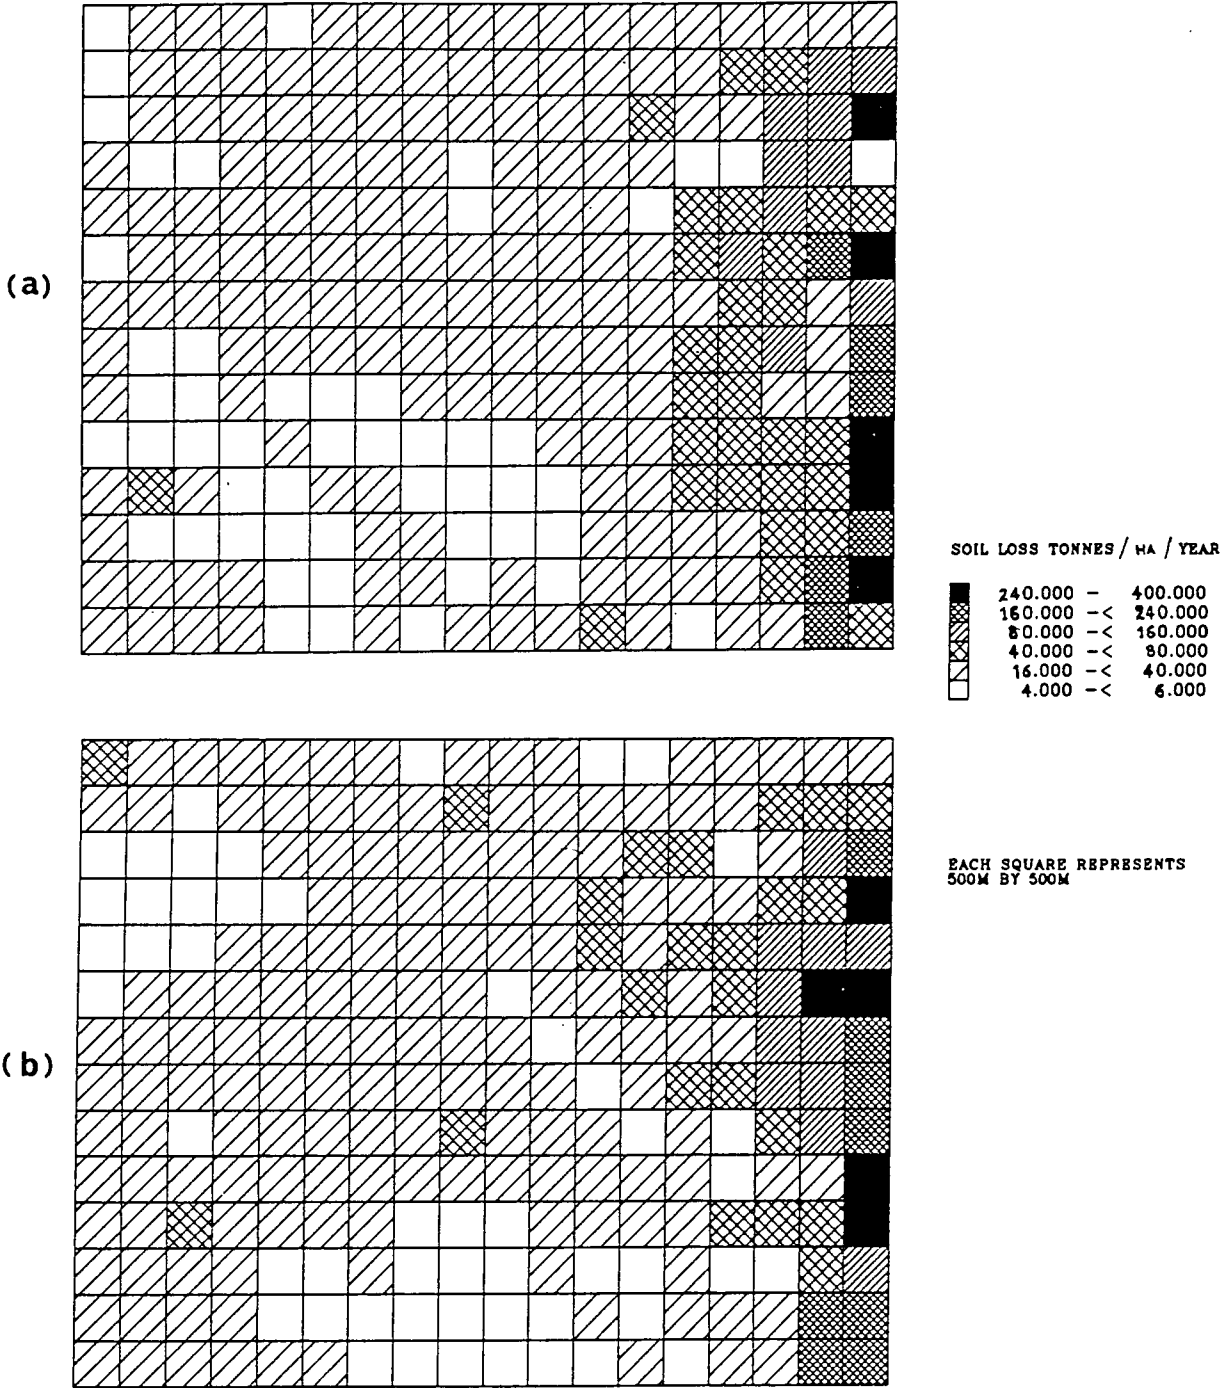 (a)
SOIL LOSS TONNES / HA / YEAR
240.000 - 400.000
160.000 -< 240.000
80.000 -< 160.000
40.000 -< 80.000
16.000 -< 40.000
4.000 -< 6.000
EACH SQUARE REPRESENTS
500M BY 500M
(b)